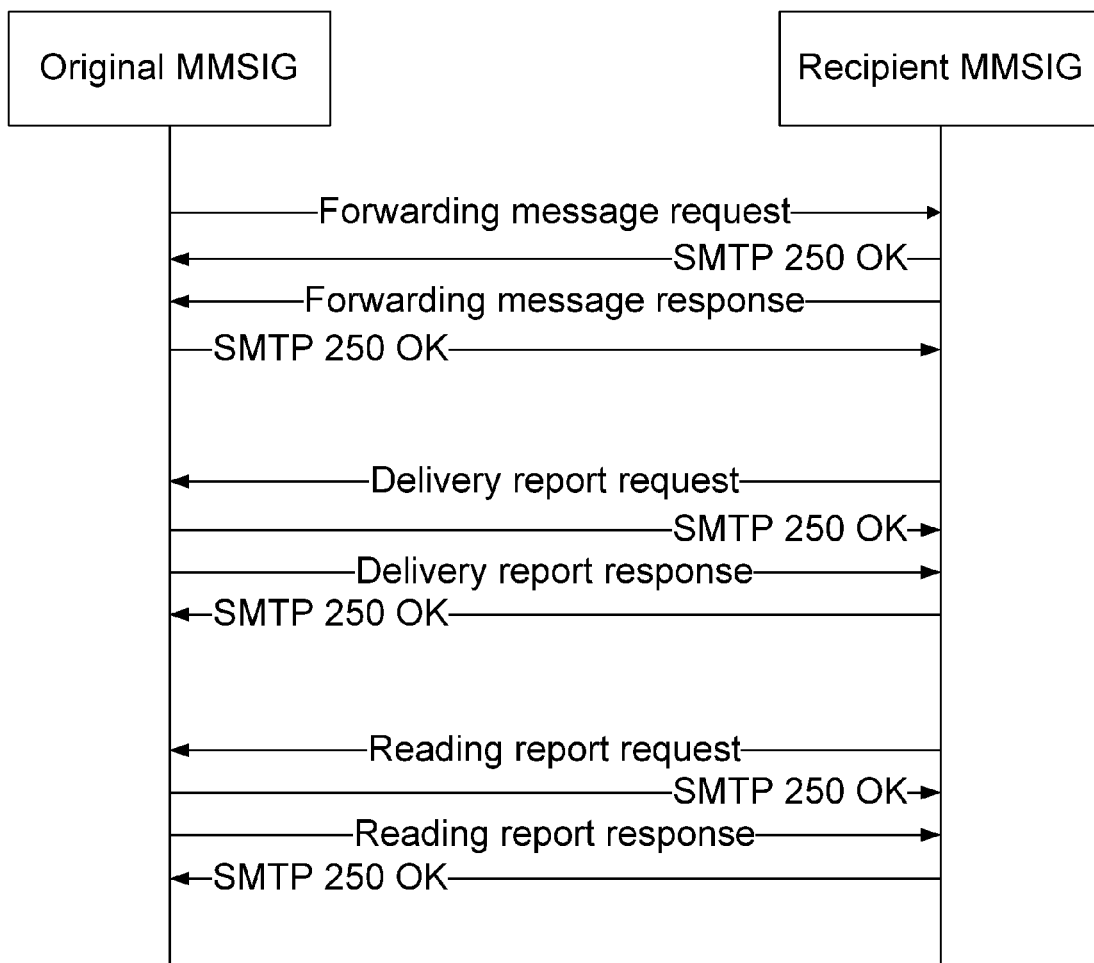 Original MMSIG
Recipient MMSIG
Forwarding message request
SMTP 250 OK
Forwarding message response
SMTP 250 OK
Delivery report request
SMTP 250 OK
Delivery report response
SMTP 250 OK
Reading report request
SMTP 250 OK
Reading report response
SMTP 250 OK